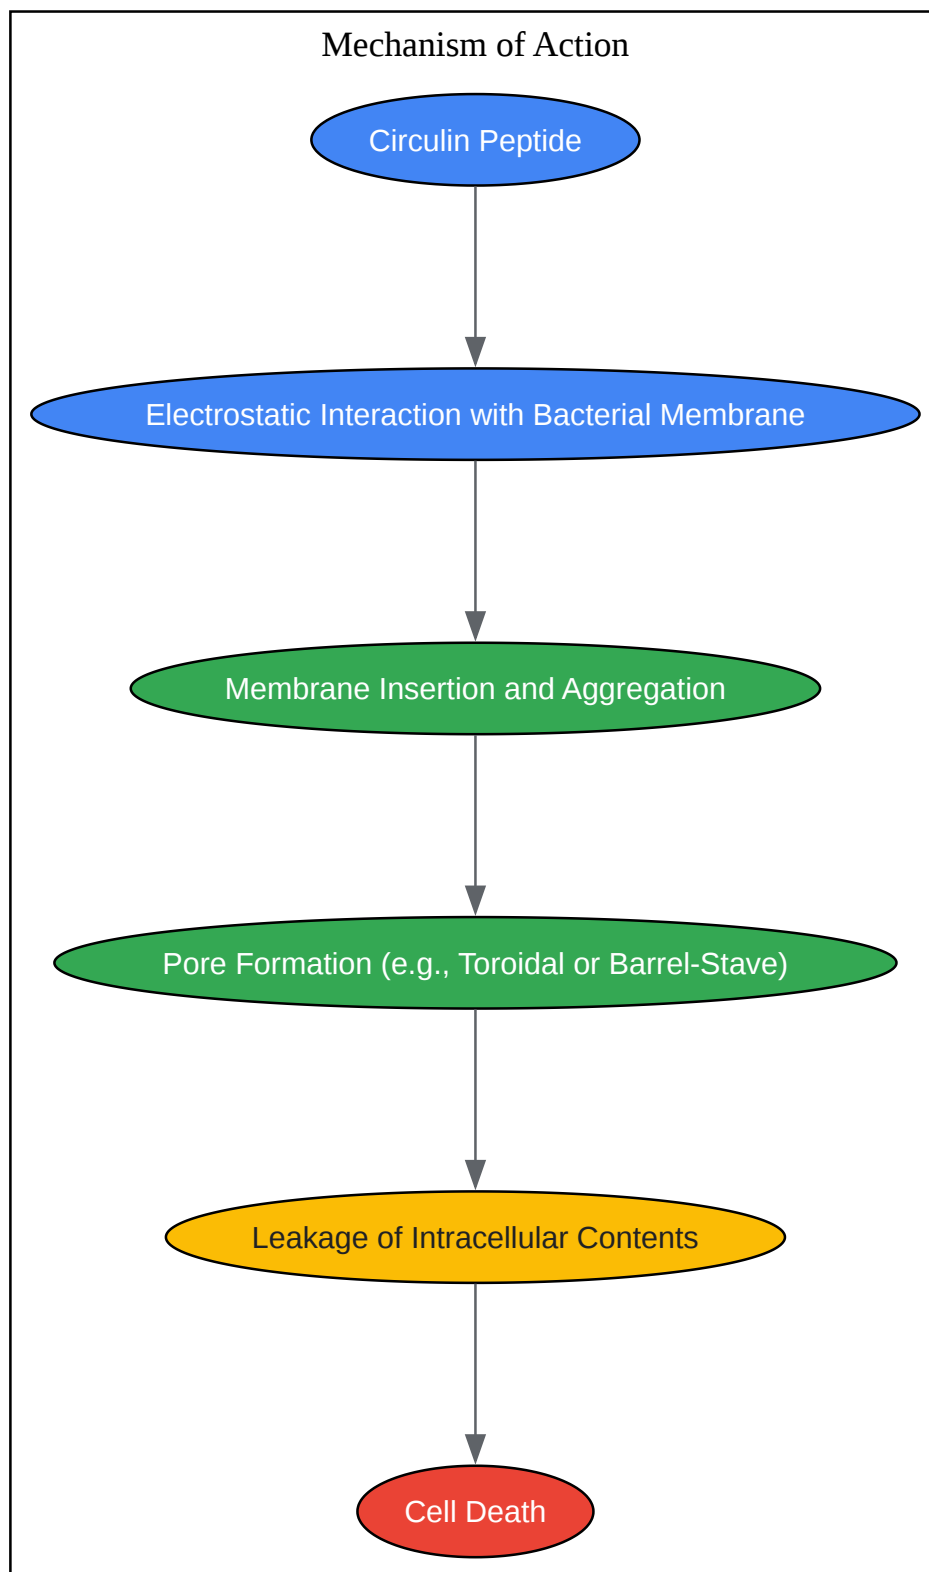 Mechanism of Action
Circulin Peptide
Electrostatic Interaction with Bacterial Membrane
Membrane Insertion and Aggregation
Pore Formation (e.g., Toroidal or Barrel-Stave)
Leakage of Intracellular Contents
Cell Death